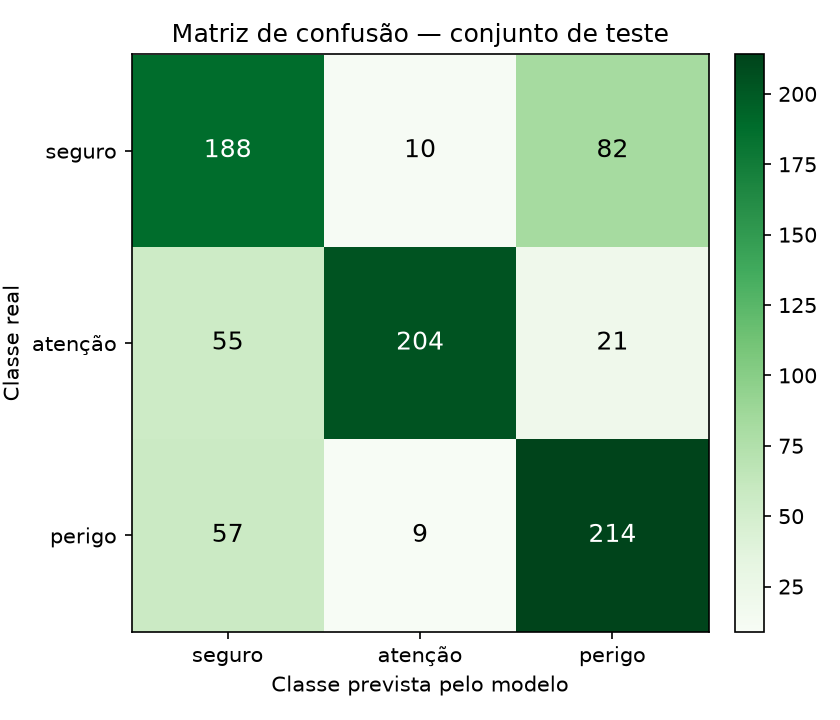 Matriz de confusão — conjunto de teste
seguro 188 10 82
atenção 55 204 21
perigo 57 9 214
seguro atenção perigo
Classe prevista pelo modelo
Classe real
200
175
150
125
100
75
50
25